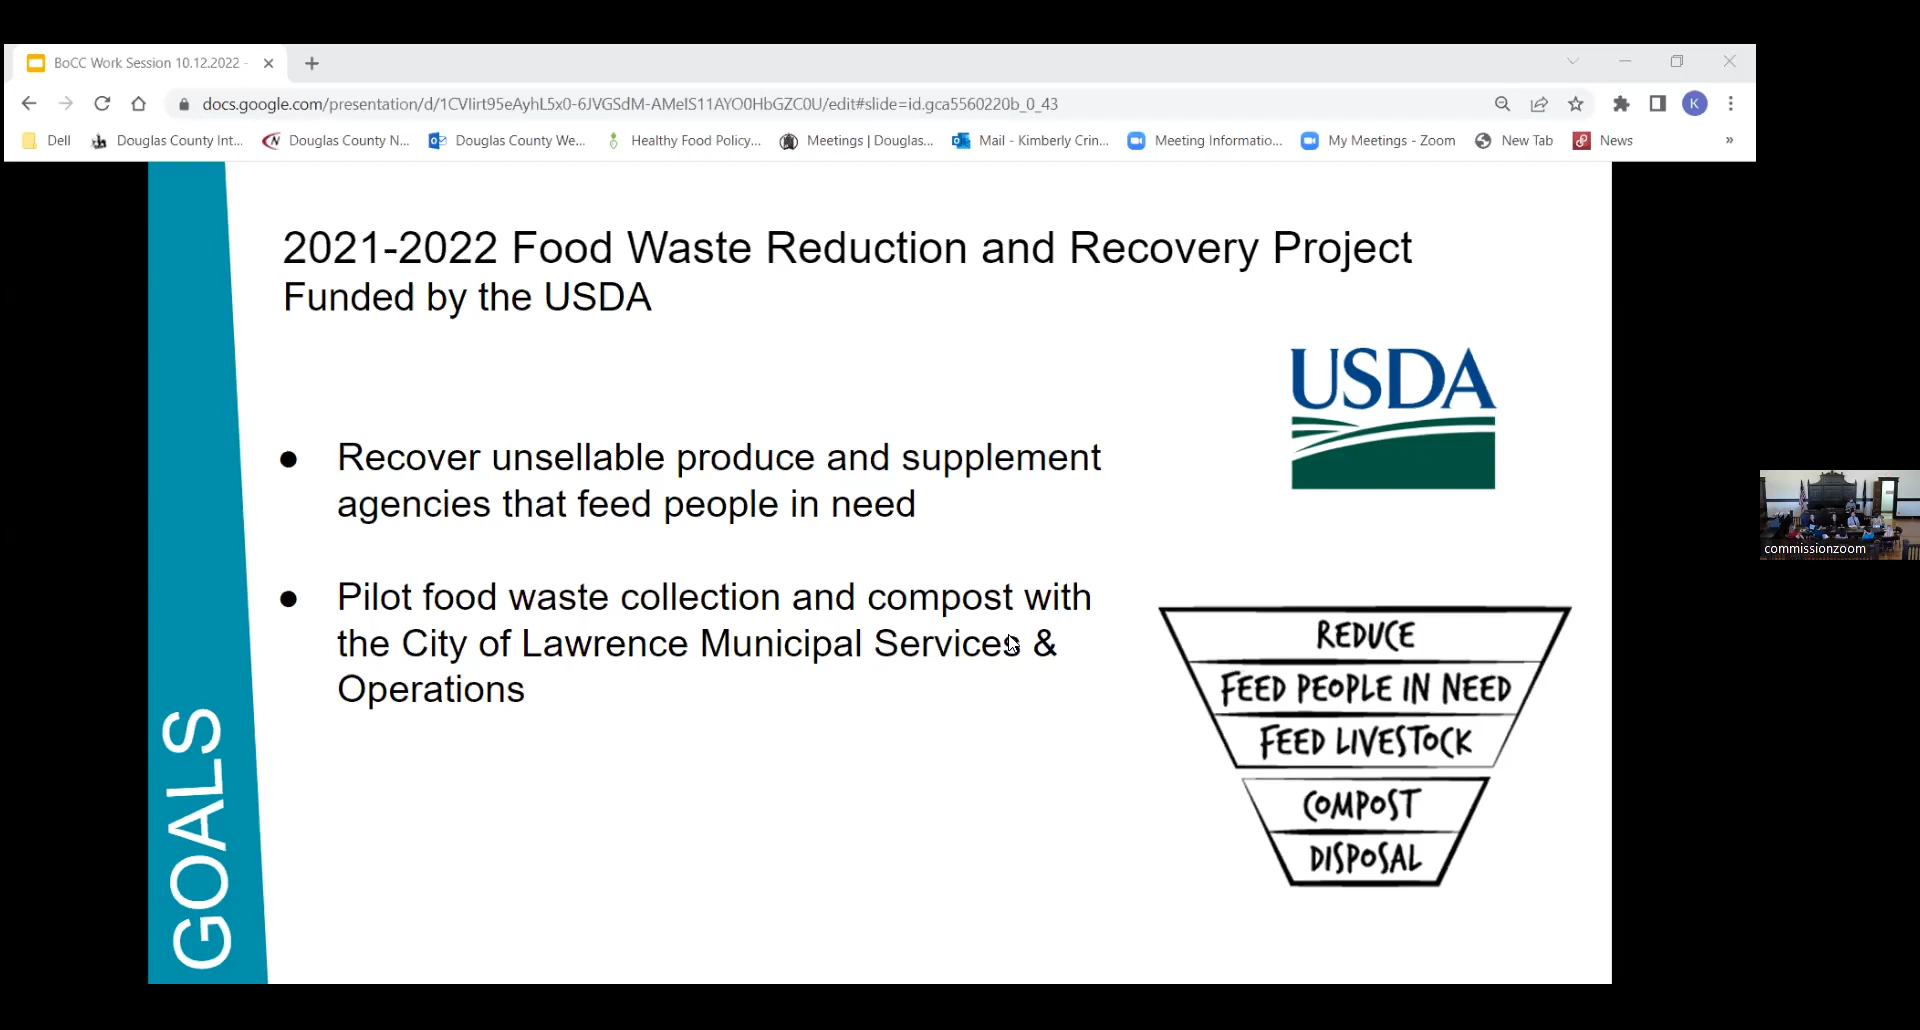 BoCC Work Session 10.12.2022 -
docs.google.com/presentation/d/1CVlirt95eAyhL5x0-6JVGSdM-AMelS11AYO0HbGZC0U/edit#slide=id.gca5560220b_0_43
K
Dell
Douglas County Int...
Douglas County N...
Douglas County We...
Healthy Food Policy...
Meetings | Douglas...
Mail - Kimberly Crin...
Meeting Informatio...
My Meetings - Zoom
New Tab
News
»
2021-2022 Food Waste Reduction and Recovery Project
Funded by the USDA
USDA
● Recover unsellable produce and supplement
agencies that feed people in need
● Pilot food waste collection and compost with
the City of Lawrence Municipal Services &
Operations
GOALS
REDUCE
FEED PEOPLE IN NEED
FEED LIVESTOCK
COMPOST
DISPOSAL
commissionzoom